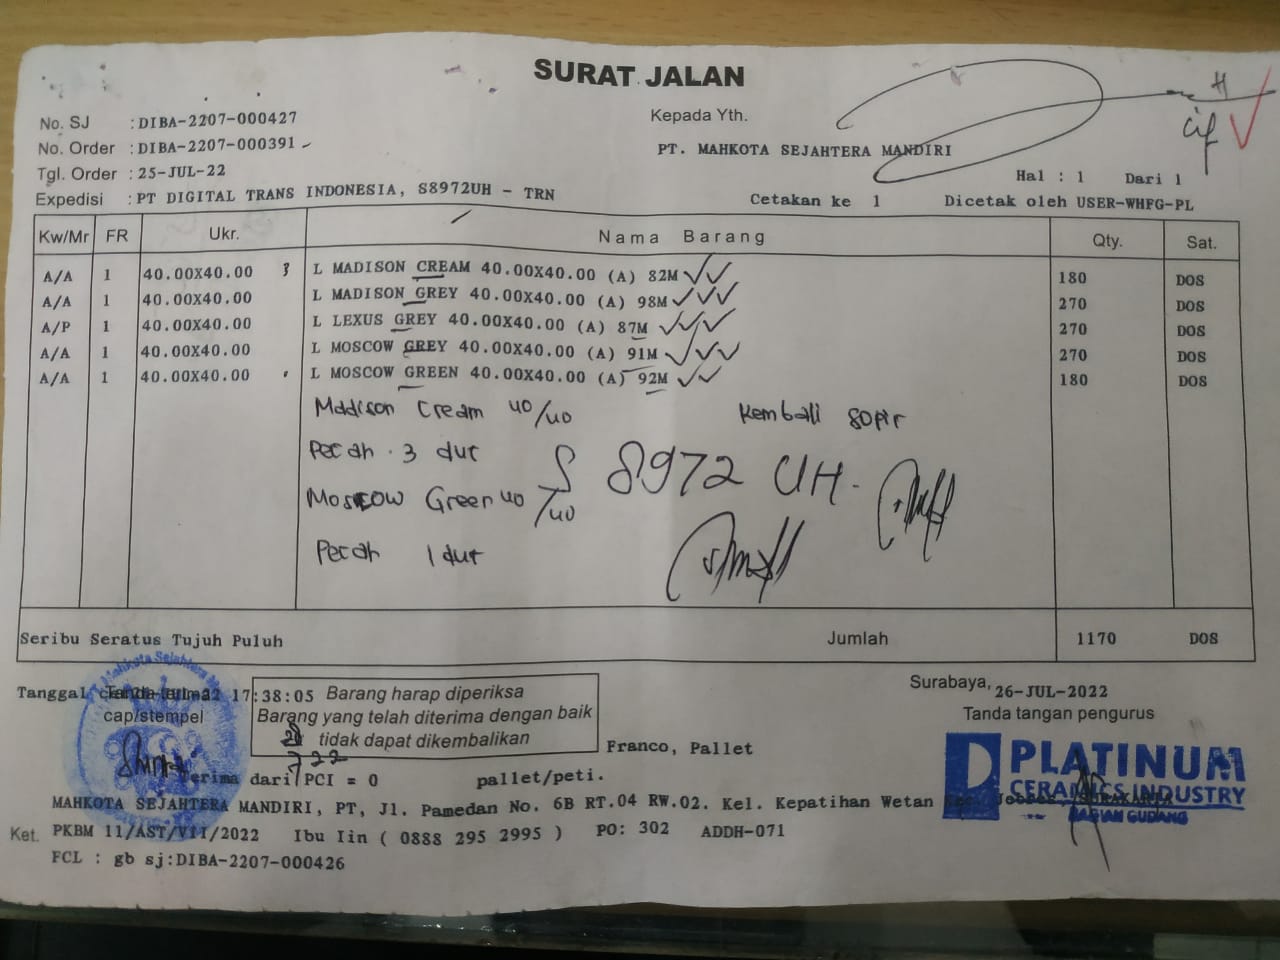 SURAT JALAN
No. SJ : DIBA-2207-000427
No. Order : DIBA-2207-000391
Tgl. Order : 25-JUL-22
Expedisi : PT DIGITAL TRANS INDONESIA, S8972UH - TRN
Kepada Yth.
PT. MAHKOTA SEJAHTERA MANDIRI
Hal : 1 Dari 1
Cetakan ke 1 Dicetak oleh USER-WHFG-PL
Kw/Mr FR Ukr. Nama Barang Qty. Sat.
A/A 1 40.00X40.00 L MADISON CREAM 40.00X40.00 (A) 82M 180 DOS
A/A 1 40.00X40.00 L MADISON GREY 40.00X40.00 (A) 98M 270 DOS
A/P 1 40.00X40.00 L LEXUS GREY 40.00X40.00 (A) 87M 270 DOS
A/A 1 40.00X40.00 L MOSCOW GREY 40.00X40.00 (A) 91M 270 DOS
A/A 1 40.00X40.00 L MOSCOW GREEN 40.00X40.00 (A) 92M 180 DOS
Madison Cream 40/40 Kembali sopir
Pecah 3 dus
S 8972 UH
Moscow Green 40/40
Pecah 1 dus
Seribu Seratus Tujuh Puluh Jumlah 1170 DOS
Tanggal 17:38:05
cap/stempel
Barang harap diperiksa
Barang yang telah diterima dengan baik
tidak dapat dikembalikan
Surabaya, 26-JUL-2022
Tanda tangan pengurus
Franco, Pallet
Terima dari PCI = 0 pallet/peti.
PLATINUM
CERAMICS INDUSTRY
BAGIAN GUDANG
MAHKOTA SEJAHTERA MANDIRI, PT, Jl. Pamedan No. 6B RT.04 RW.02. Kel. Kepatihan Wetan
Ket. PKBM 11/AST/VII/2022 Ibu Iin ( 0888 295 2995 ) PO: 302 ADDH-071
FCL : gb sj:DIBA-2207-000426